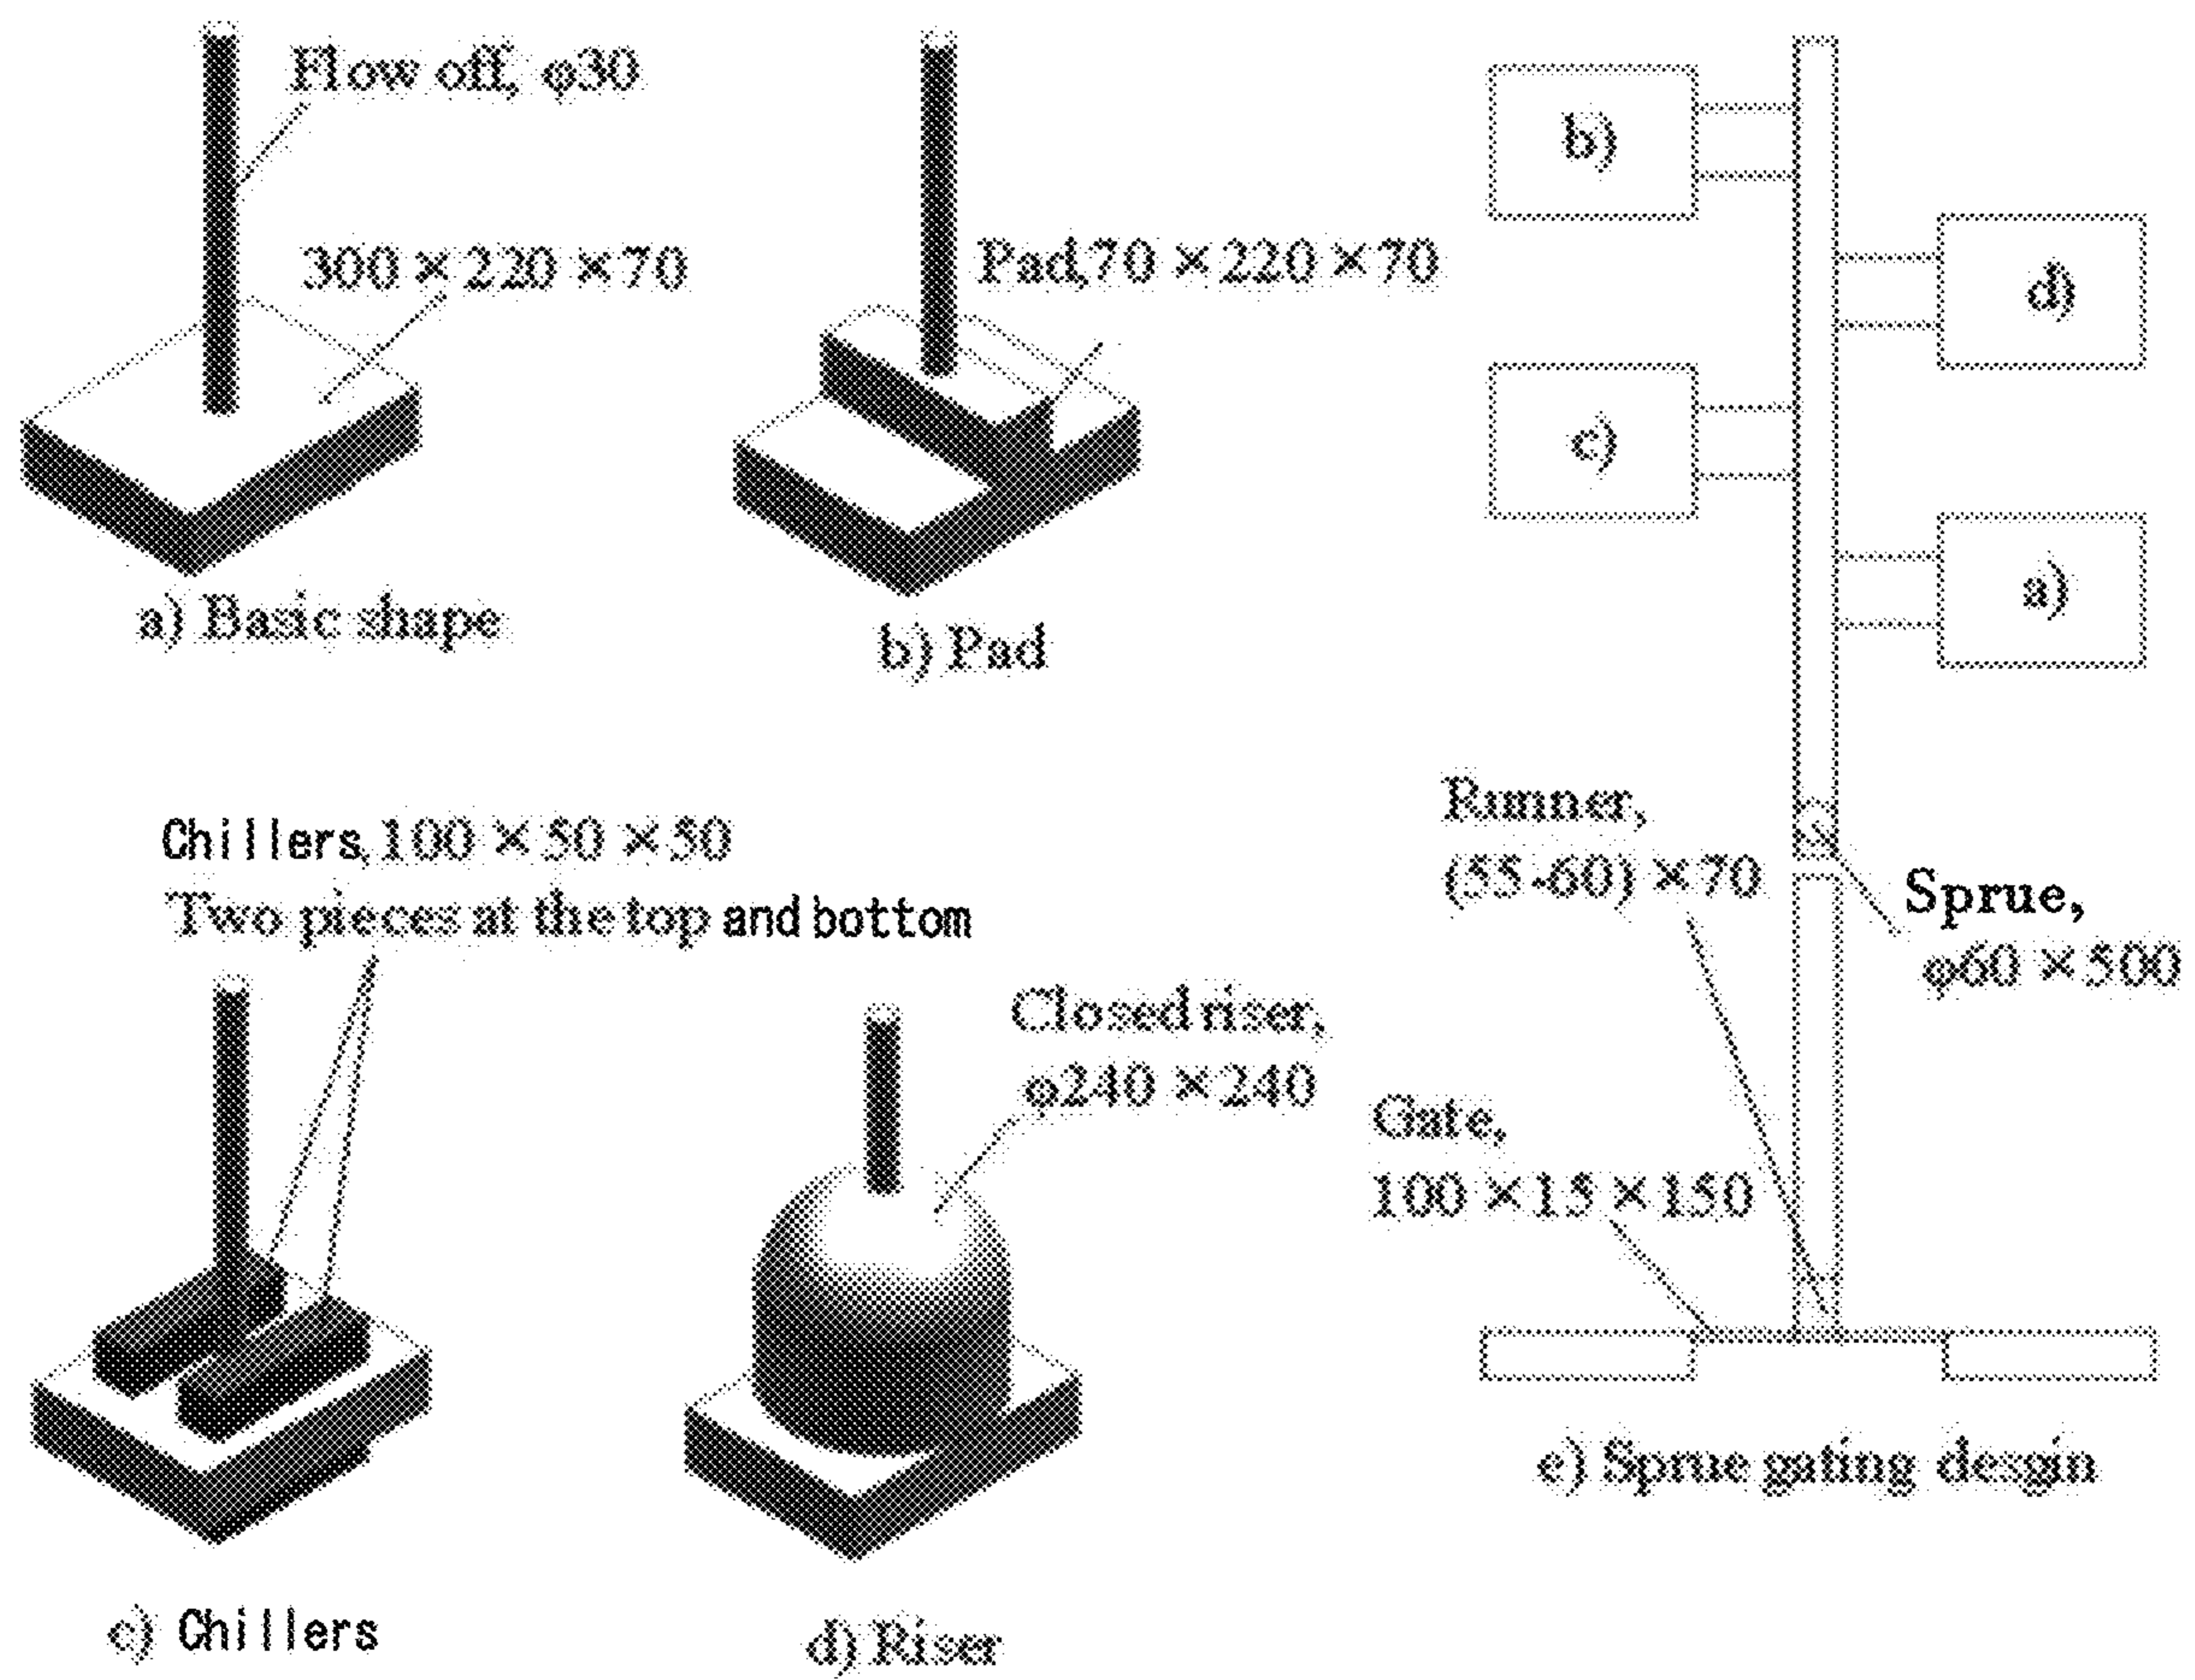 Flow off, φ30
300×220×70
a) Basic shape
Pad,70×220×70
b) Pad
b)
d)
c)
a)
Runner,
(55-60)×70
Sprue,
φ60×500
Gate,
100×15×150
e) Sprue gating desgin
Chillers,100×50×50
Two pieces at the top and bottom
c) Chillers
Closed riser,
φ240×240
d) Riser